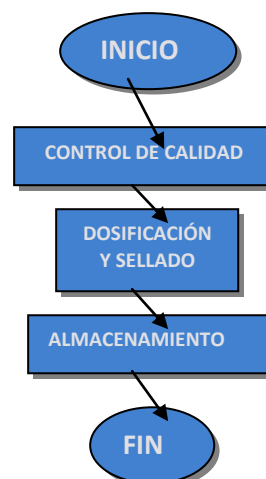 INICIO
CONTROL DE CALIDAD
DOSIFICACIÓN
Y SELLADO
ALMACENAMIENTO
FIN